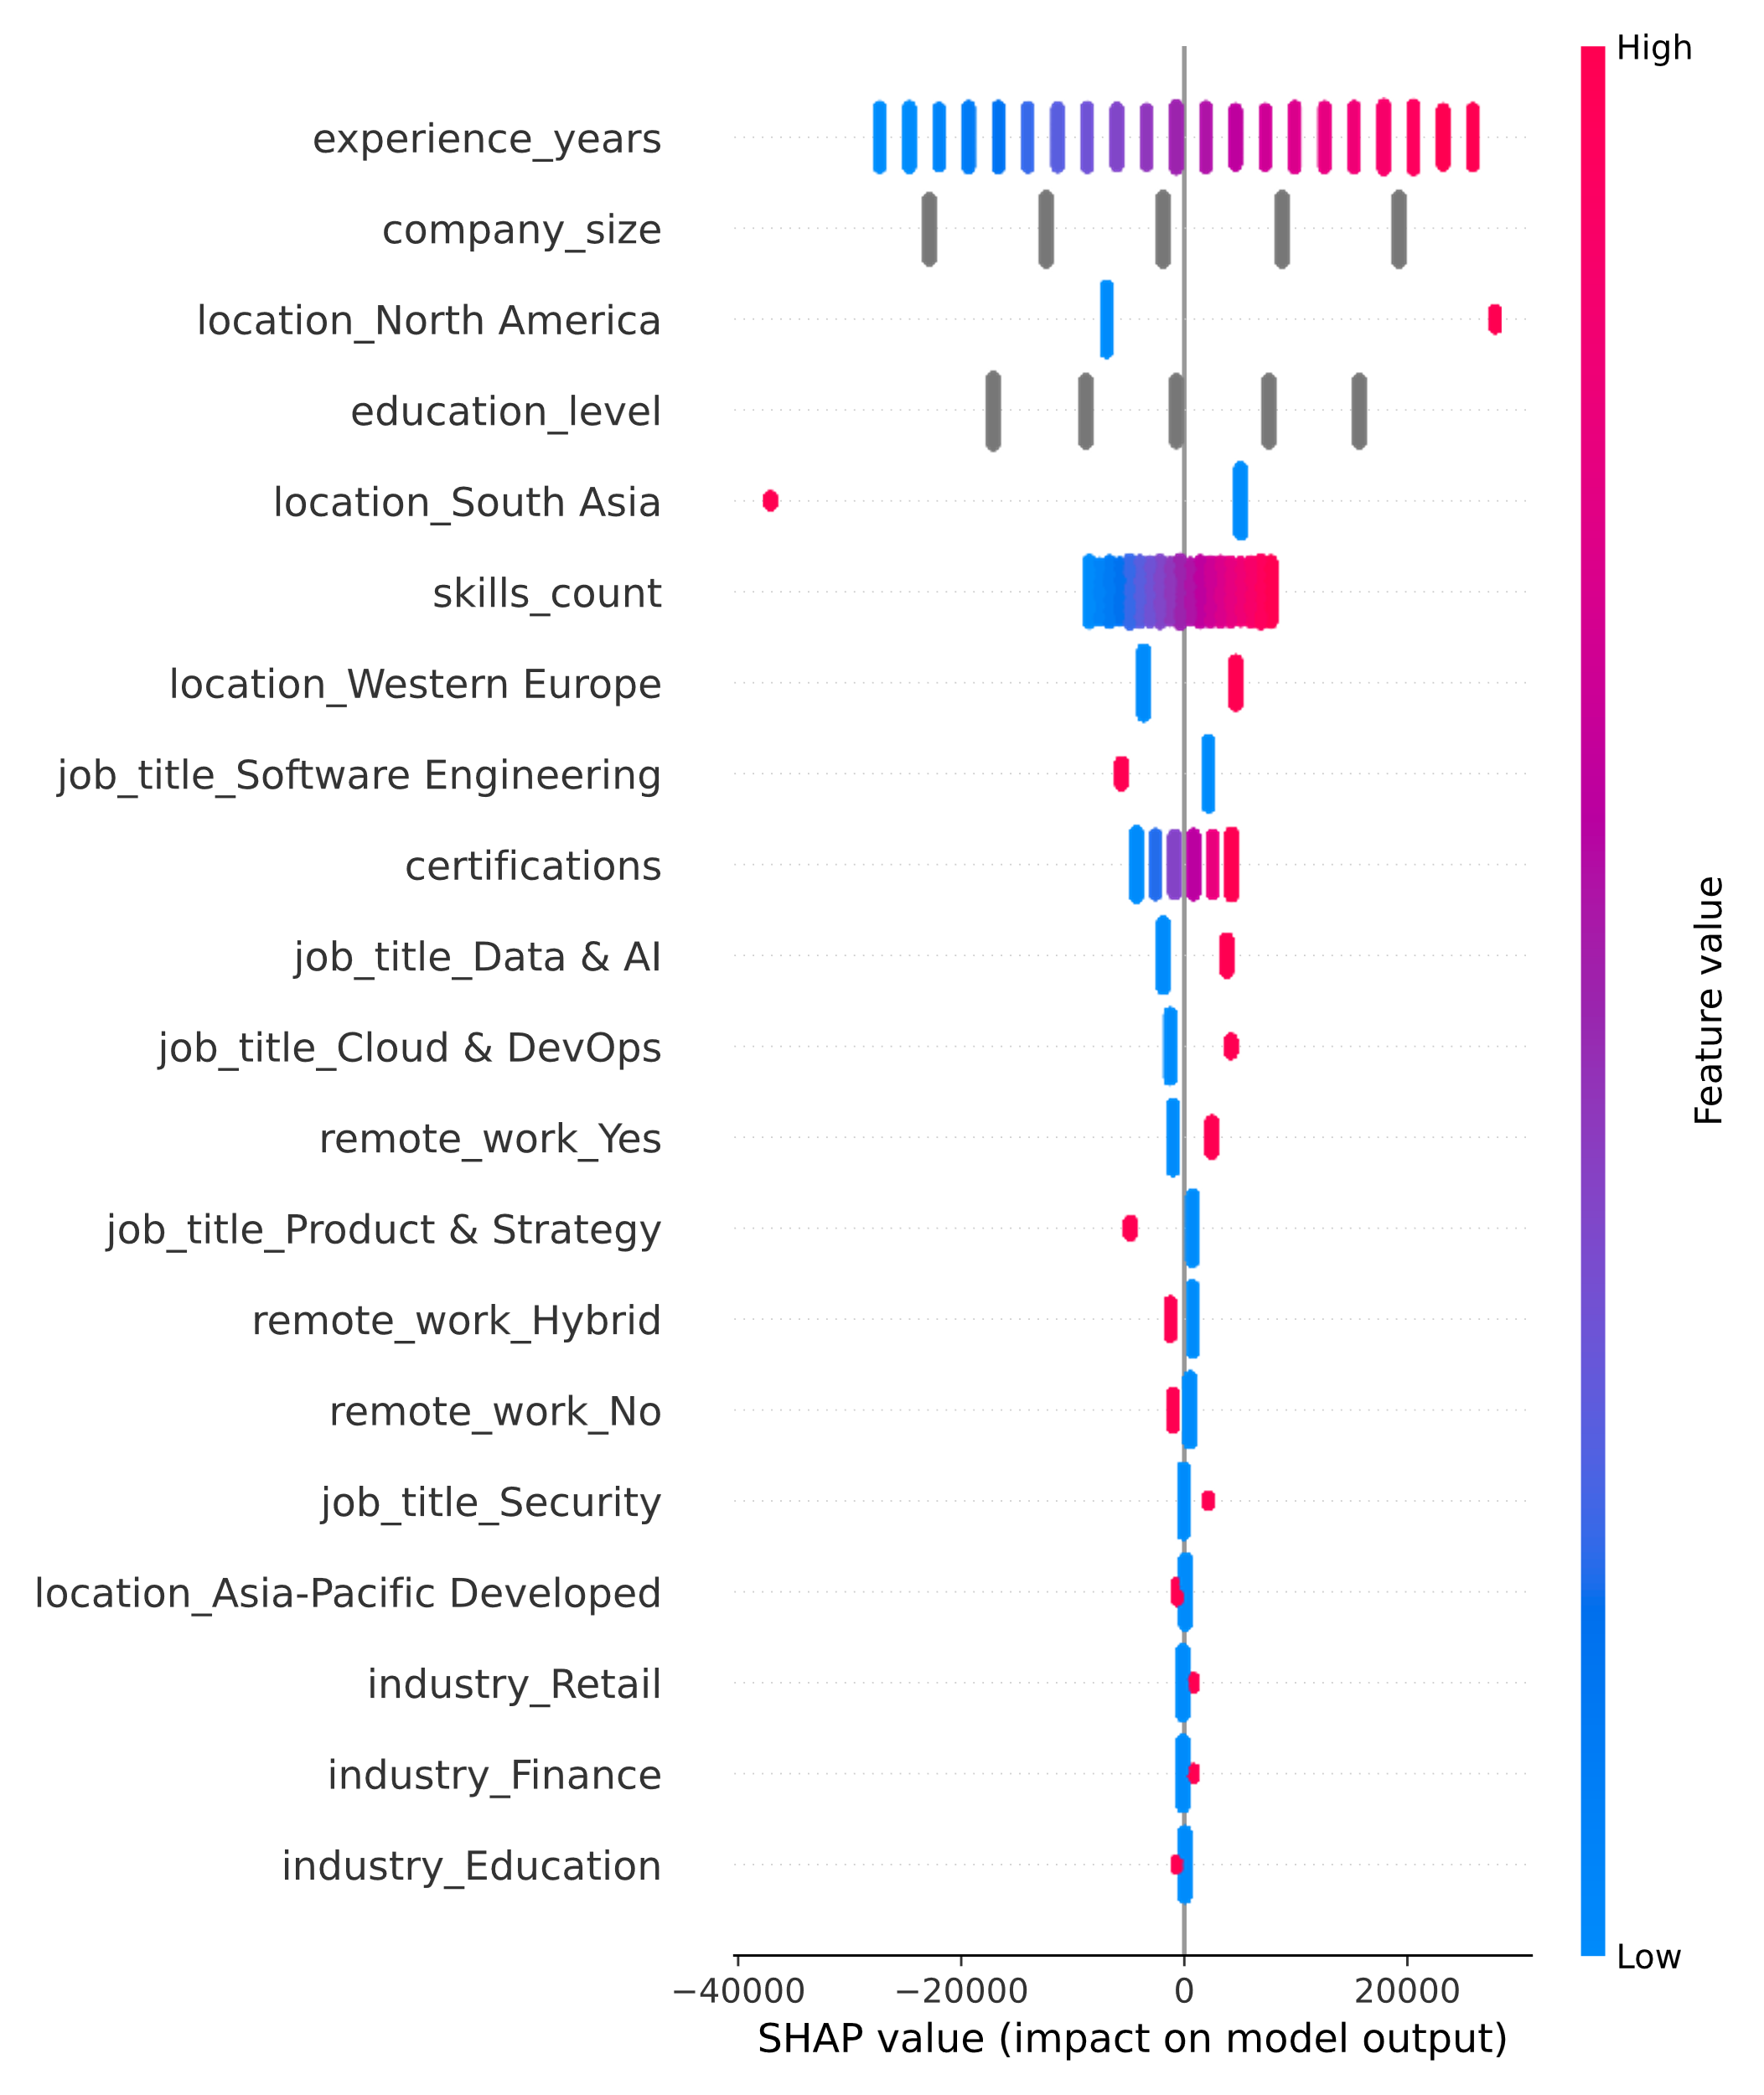 High
experience_years
company_size
location_North America
education_level
location_South Asia
skills_count
location_Western Europe
job_title_Software Engineering
certifications
job_title_Data & AI
job_title_Cloud & DevOps
remote_work_Yes
job_title_Product & Strategy
remote_work_Hybrid
remote_work_No
job_title_Security
location_Asia-Pacific Developed
industry_Retail
industry_Finance
industry_Education
Feature value
Low
−40000 −20000 0 20000
SHAP value (impact on model output)